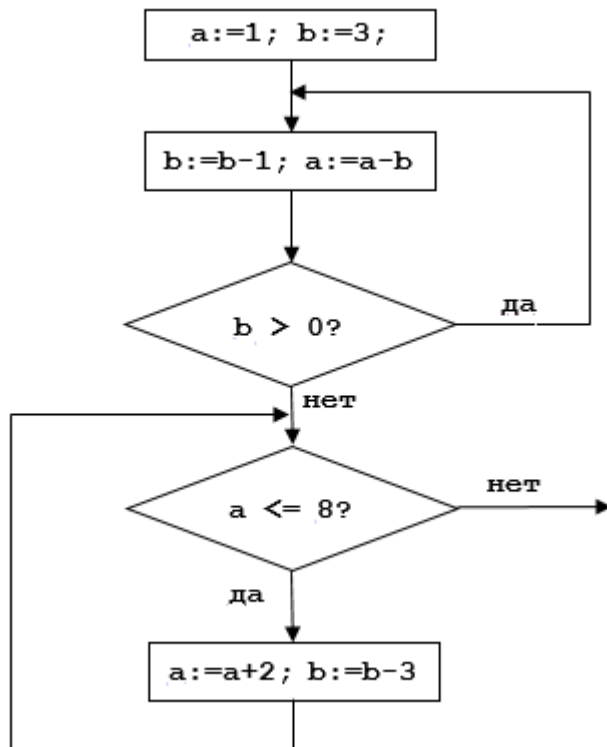 a:=1; b:=3;
b:=b-1; a:=a-b
b > 0?
да
нет
a <= 8?
нет
да
a:=a+2; b:=b-3